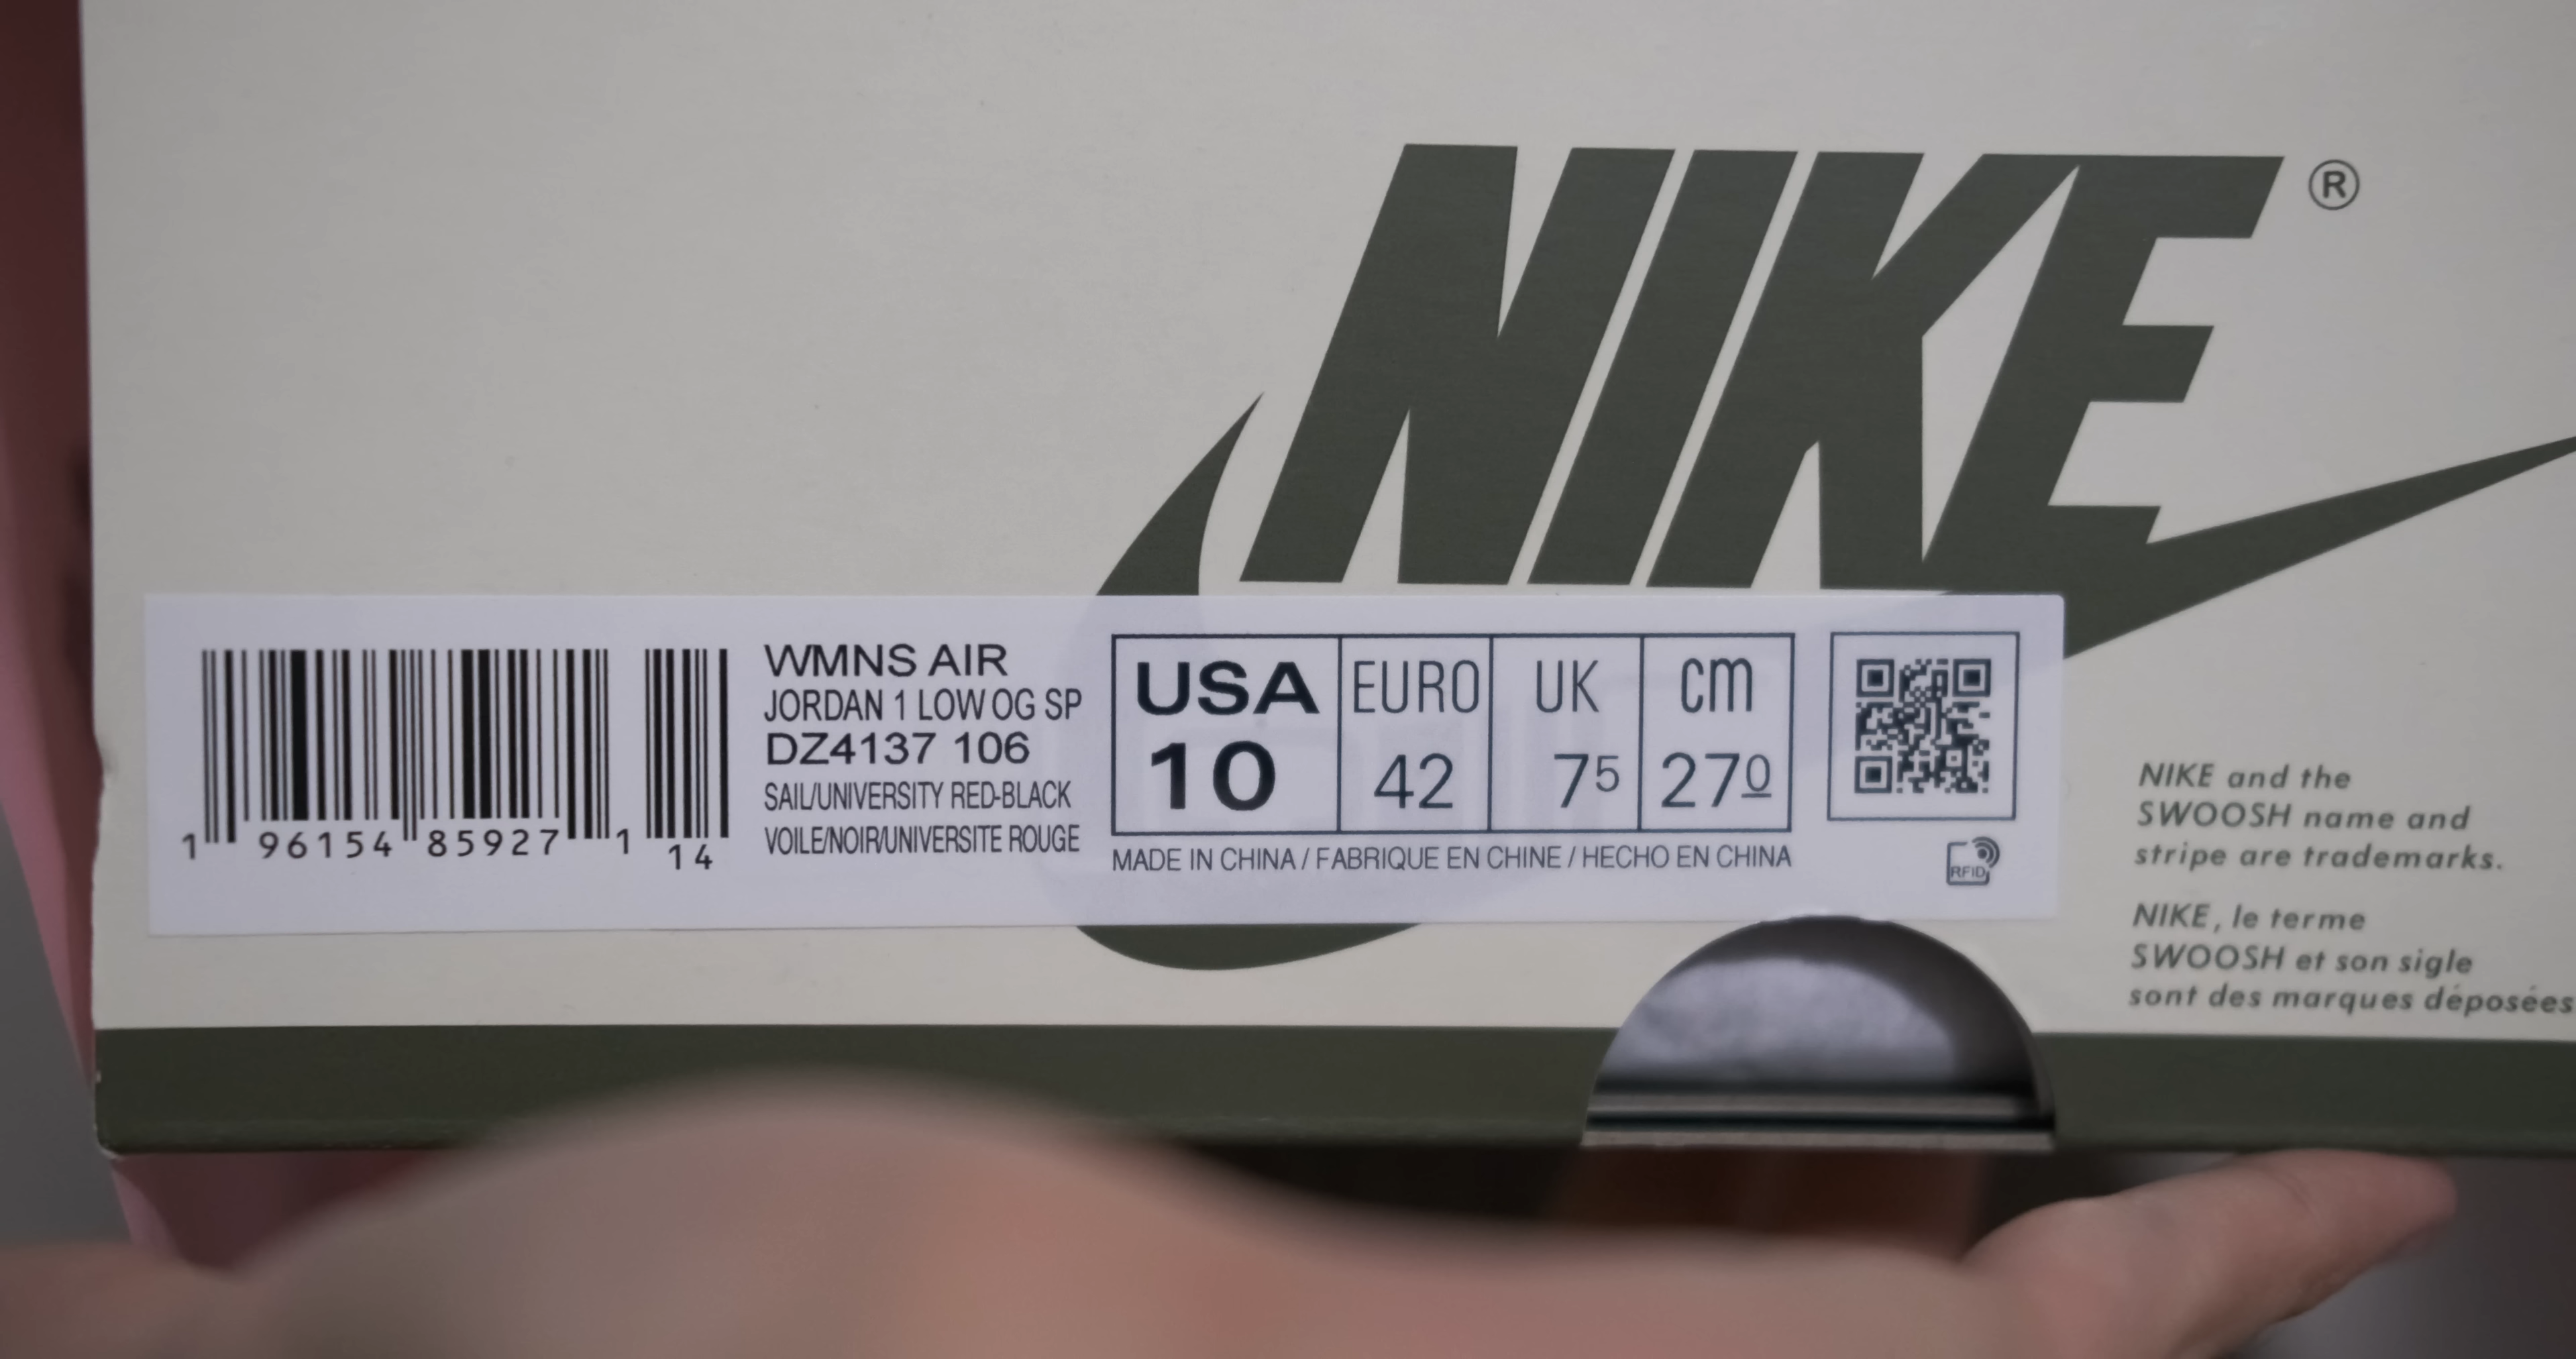 NIKE®
WMNS AIR
JORDAN 1 LOW OG SP
DZ4137 106
SAIL/UNIVERSITY RED-BLACK
VOILE/NOIR/UNIVERSITE ROUGE
1 96154 85927 1 14
USA EURO UK cm
10 42 7⁵ 27⁰
MADE IN CHINA / FABRIQUE EN CHINE / HECHO EN CHINA
RFID
NIKE and the
SWOOSH name and
stripe are trademarks.
NIKE, le terme
SWOOSH et son sigle
sont des marques déposées